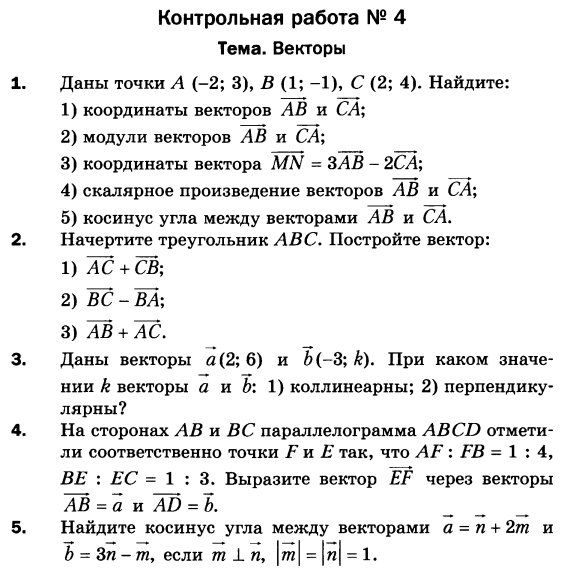 Контрольная работа № 4
Тема. Векторы
1. Даны точки A (−2; 3), B (1; −1), C (2; 4). Найдите:
1) координаты векторов $\overrightarrow{AB}$ и $\overrightarrow{CA}$;
2) модули векторов $\overrightarrow{AB}$ и $\overrightarrow{CA}$;
3) координаты вектора $\overrightarrow{MN} = 3\overrightarrow{AB} - 2\overrightarrow{CA}$;
4) скалярное произведение векторов $\overrightarrow{AB}$ и $\overrightarrow{CA}$;
5) косинус угла между векторами $\overrightarrow{AB}$ и $\overrightarrow{CA}$.
2. Начертите треугольник ABC. Постройте вектор:
1) $\overrightarrow{AC} + \overrightarrow{CB}$;
2) $\overrightarrow{BC} - \overrightarrow{BA}$;
3) $\overrightarrow{AB} + \overrightarrow{AC}$.
3. Даны векторы $\vec{a}$(2; 6) и $\vec{b}$(−3; k). При каком значе-
нии k векторы $\vec{a}$ и $\vec{b}$: 1) коллинеарны; 2) перпендику-
лярны?
4. На сторонах AB и BC параллелограмма ABCD отмети-
ли соответственно точки F и E так, что AF : FB = 1 : 4,
BE : EC = 1 : 3. Выразите вектор $\overrightarrow{EF}$ через векторы
$\overrightarrow{AB} = \vec{a}$ и $\overrightarrow{AD} = \vec{b}$.
5. Найдите косинус угла между векторами $\vec{a} = \vec{n} + 2\vec{m}$ и
$\vec{b} = 3\vec{n} - \vec{m}$, если $\vec{m} \perp \vec{n}$, $|\vec{m}| = |\vec{n}| = 1$.